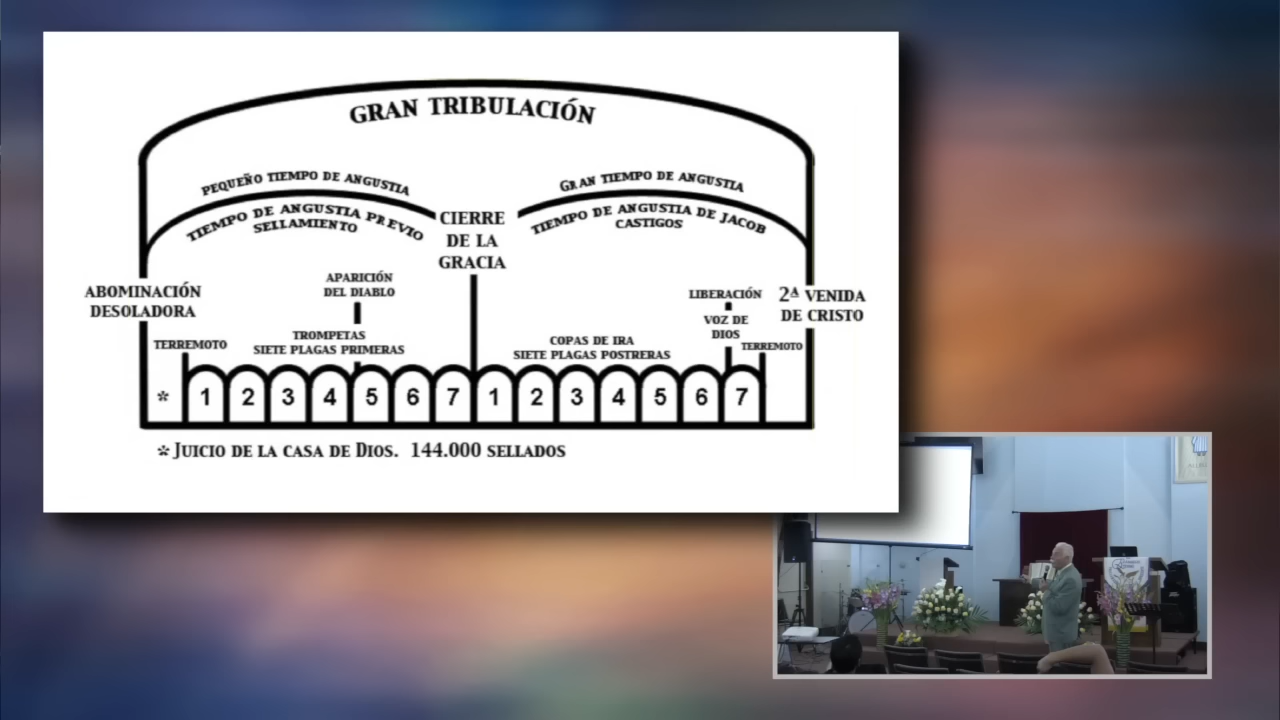 GRAN TRIBULACIÓN
PEQUEÑO TIEMPO DE ANGUSTIA
TIEMPO DE ANGUSTIA PREVIO
SELLAMIENTO
GRAN TIEMPO DE ANGUSTIA
TIEMPO DE ANGUSTIA DE JACOB
CASTIGOS
CIERRE
DE LA
GRACIA
ABOMINACIÓN
DESOLADORA
APARICIÓN
DEL DIABLO
LIBERACIÓN
VOZ DE
DIOS
2ª VENIDA
DE CRISTO
TERREMOTO
TROMPETAS
SIETE PLAGAS PRIMERAS
COPAS DE IRA
SIETE PLAGAS POSTRERAS
TERREMOTO
* 1 2 3 4 5 6 7 1 2 3 4 5 6 7
* JUICIO DE LA CASA DE DIOS. 144.000 SELLADOS